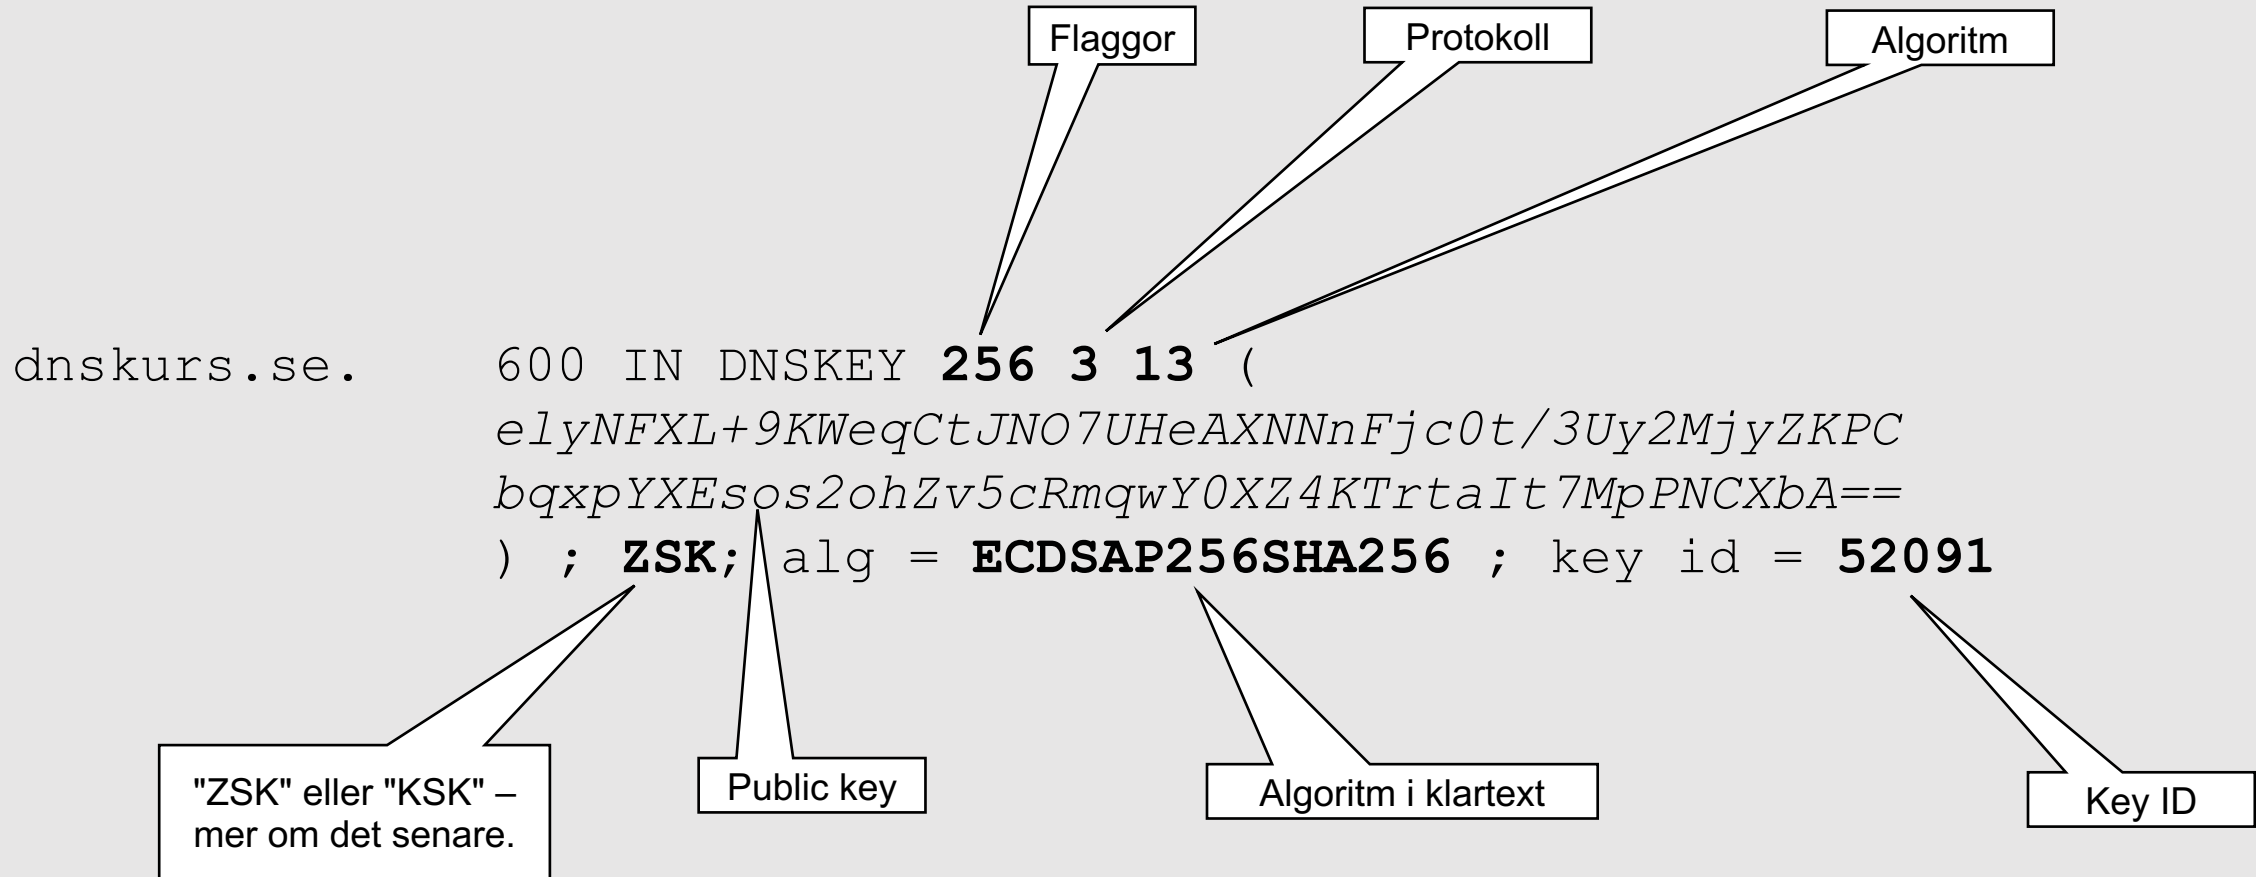 Flaggor
Protokoll
Algoritm
dnskurs.se. 600 IN DNSKEY 256 3 13 (
elyNFXL+9KWeqCtJNO7UHeAXNNnFjc0t/3Uy2MjyZKPC
bqxpYXEsos2ohZv5cRmqwY0XZ4KTrtaIt7MpPNCXbA==
) ; ZSK; alg = ECDSAP256SHA256 ; key id = 52091
"ZSK" eller "KSK" –
mer om det senare.
Public key
Algoritm i klartext
Key ID